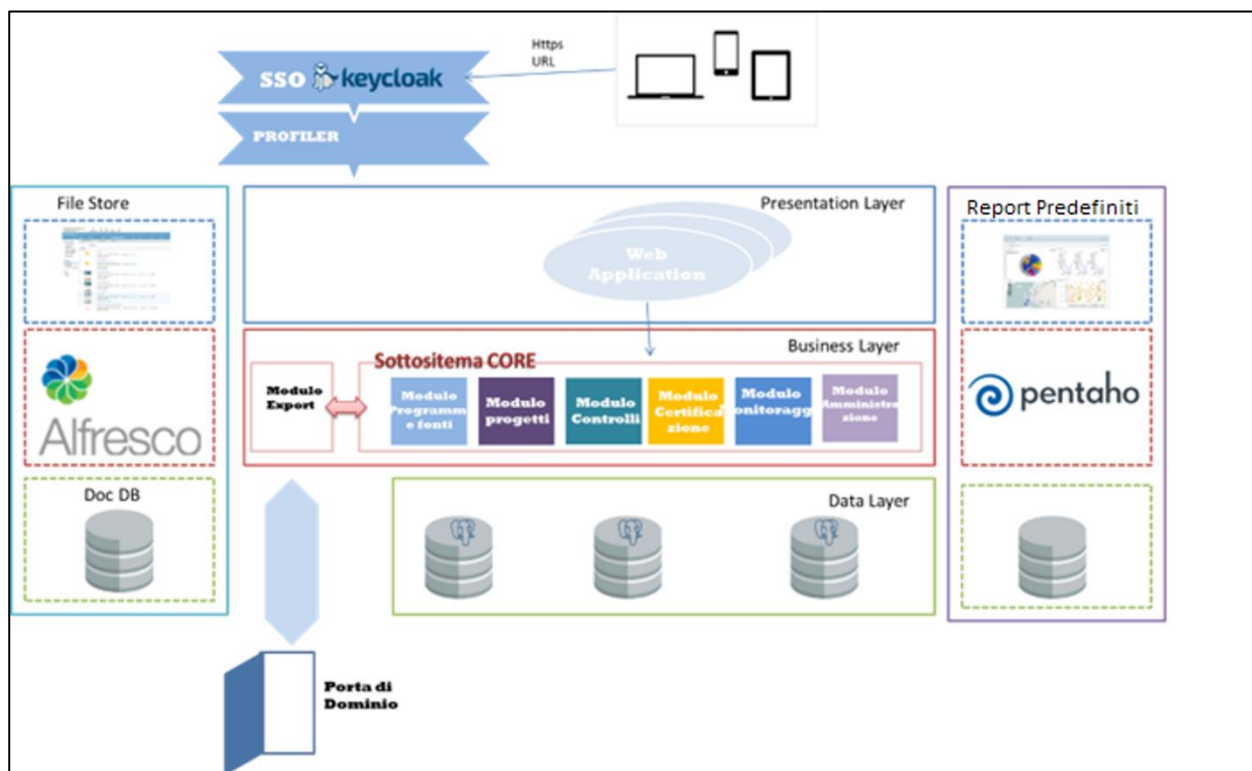 Https
URL
SSO keycloak
PROFILER
File Store
Presentation Layer
Report Predefiniti
Web
Application
Business Layer
Sottositema CORE
Modulo
Export
Modulo
Programm
e fonti
Modulo
progetti
Modulo
Controlli
Modulo
Certifica
zione
Modulo
Monitoragg
Modulo
Amministra
zione
Alfresco
pentaho
Doc DB
Data Layer
Porta di
Dominio